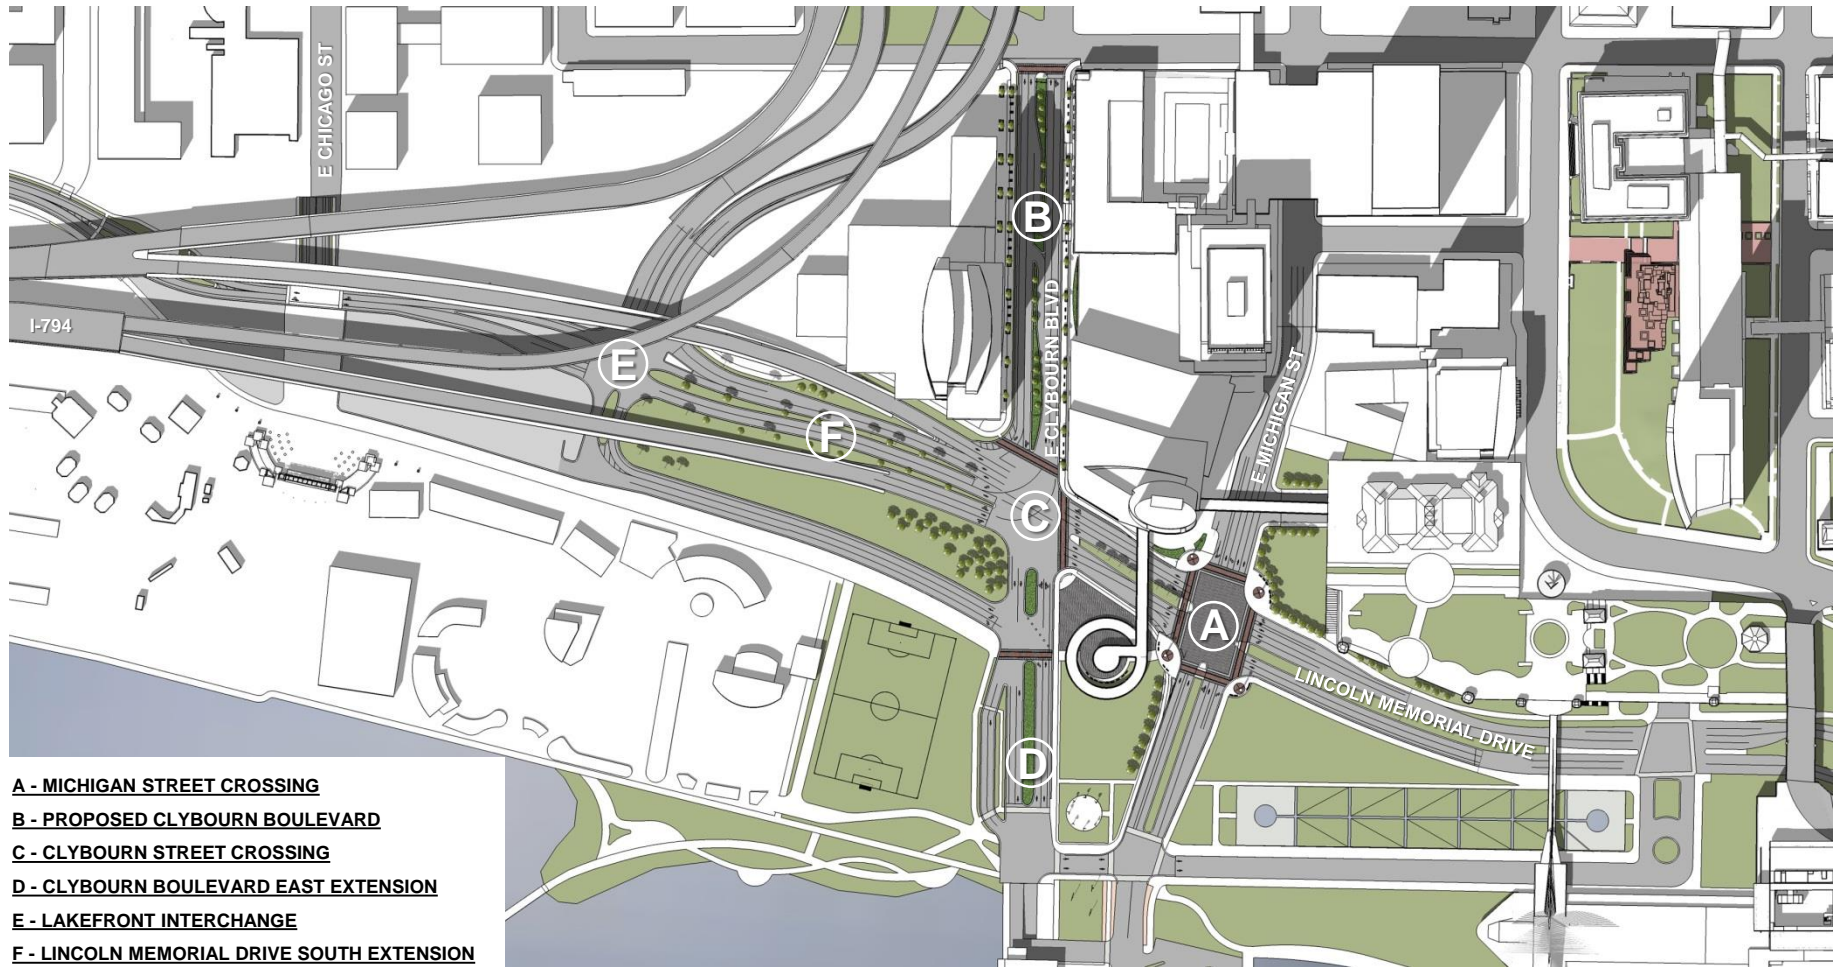 E CHICAGO ST
B
E CLYBOURN BLVD
I-794
E
F
E MICHIGAN ST
C
A
LINCOLN MEMORIAL DRIVE
D
A - MICHIGAN STREET CROSSING
B - PROPOSED CLYBOURN BOULEVARD
C - CLYBOURN STREET CROSSING
D - CLYBOURN BOULEVARD EAST EXTENSION
E - LAKEFRONT INTERCHANGE
F - LINCOLN MEMORIAL DRIVE SOUTH EXTENSION